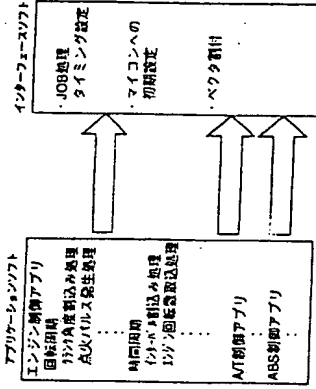 アプリケーションソフト
エンジン制御アプリ
回転周期
クランク角度割込み処理
点火パルス発生処理
:
時間周期
インターバル割込み処理
エンジン回転数取込処理
:
A/T制御アプリ
ABS制御アプリ
:
インターフェースソフト
・JOB処理
タイミング設定
・マイコンへの
初期設定
・ベクタ割付